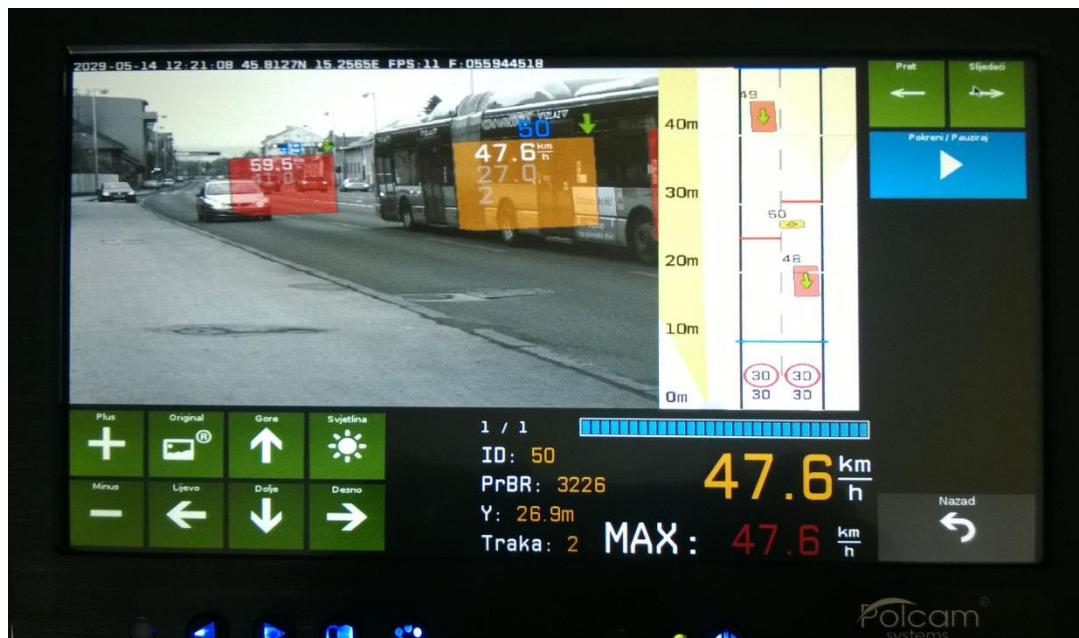 2029-05-14 12:21:08 45.8127N 15.2565E FPS:11 F:055944518
59.5
50
47.6 km/h
27.0
2
40m
30m
20m
10m
0m
49
50
48
30 30
30 30
Pret
Slijedeći
Pokreni / Pauziraj
Plus
Original
®
Gore
Svjetlina
Minus
Lijevo
Dolje
Desno
1 / 1
ID: 50
PrBR: 3226
Y: 26.9m
Traka: 2
47.6 km/h
MAX: 47.6 km/h
Nazad
Polcam®
systems